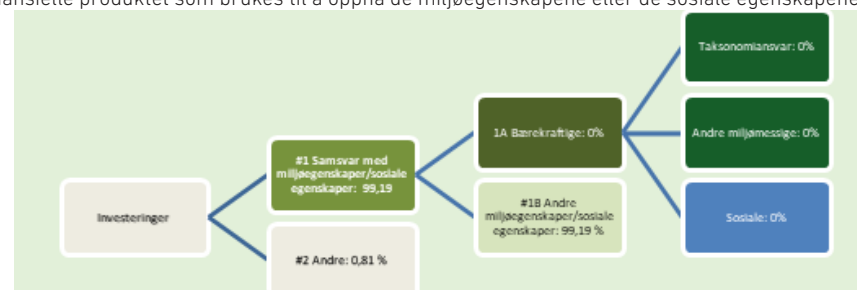 ansielle produktet som brukes til å oppnå de miljøegenskapene eller de sosiale egenskapene
Investeringer
#1 Samsvar med
miljøegenskaper/sosiale
egenskaper: 99,19
#2 Andre: 0,81 %
1A Bærekraftige: 0%
#1B Andre
miljøegenskaper/sosiale
egenskaper: 99,19 %
Taksonomiansvar: 0%
Andre miljømessige: 0%
Sosiale: 0%